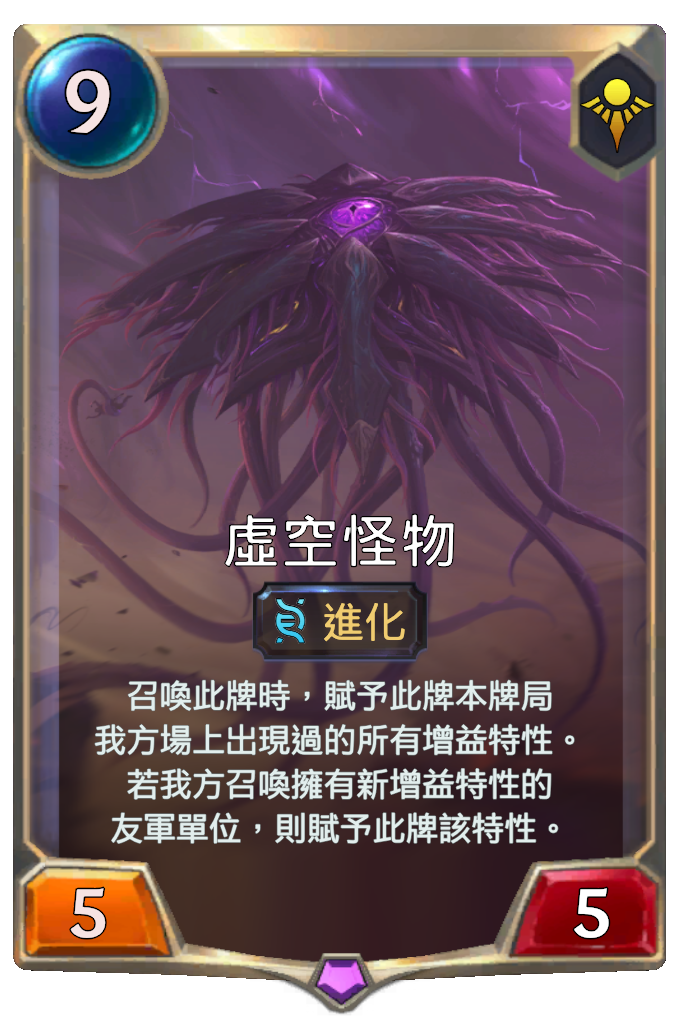 9
虛空怪物
進化
召喚此牌時，賦予此牌本牌局
我方場上出現過的所有增益特性。
若我方召喚擁有新增益特性的
友軍單位，則賦予此牌該特性。
5
5